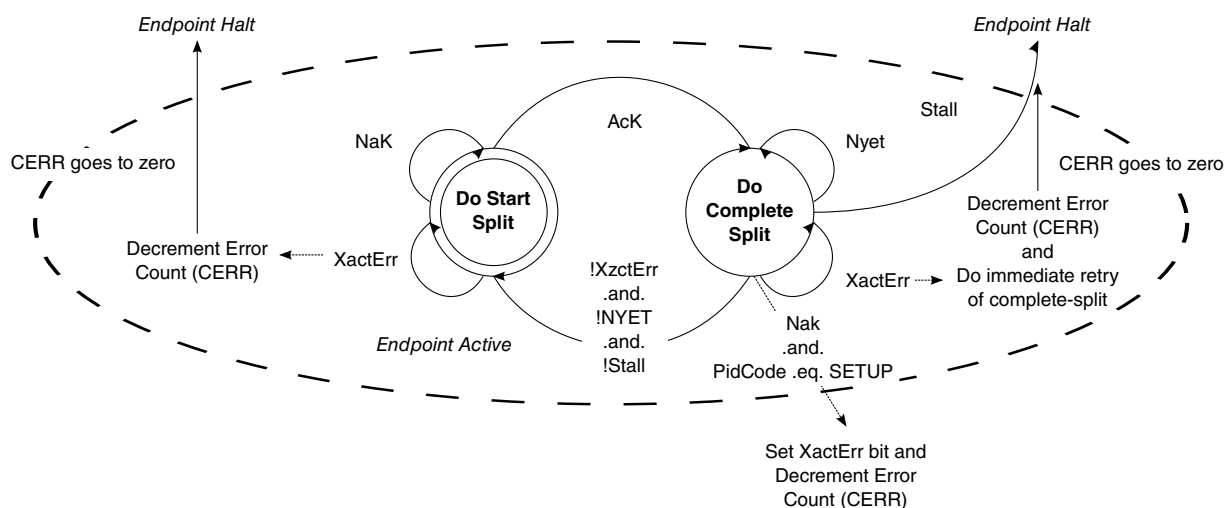 Endpoint Halt
Endpoint Halt
Stall
AcK
NaK
Nyet
CERR goes to zero
CERR goes to zero
Do Start
Split
Do
Complete
Split
Decrement Error
Count (CERR)
XactErr
Decrement Error
Count (CERR)
and
Do immediate retry
of complete-split
XactErr
!XzctErr
.and.
!NYET
.and.
!Stall
Endpoint Active
Nak
.and.
PidCode .eq. SETUP
Set XactErr bit and
Decrement Error
Count (CERR)